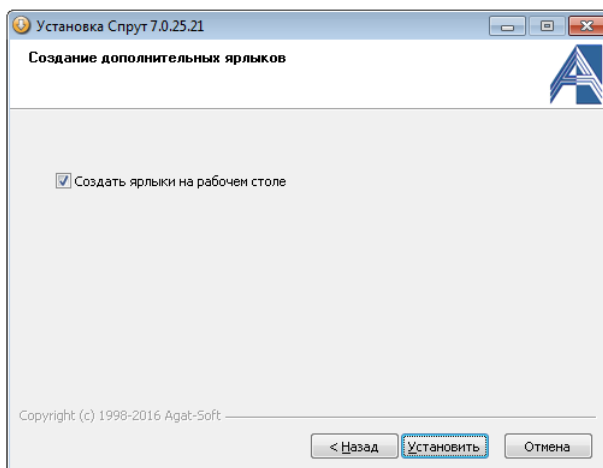 Установка Спрут 7.0.25.21
Создание дополнительных ярлыков
Создать ярлыки на рабочем столе
Copyright (c) 1998-2016 Agat-Soft
< Назад Установить Отмена